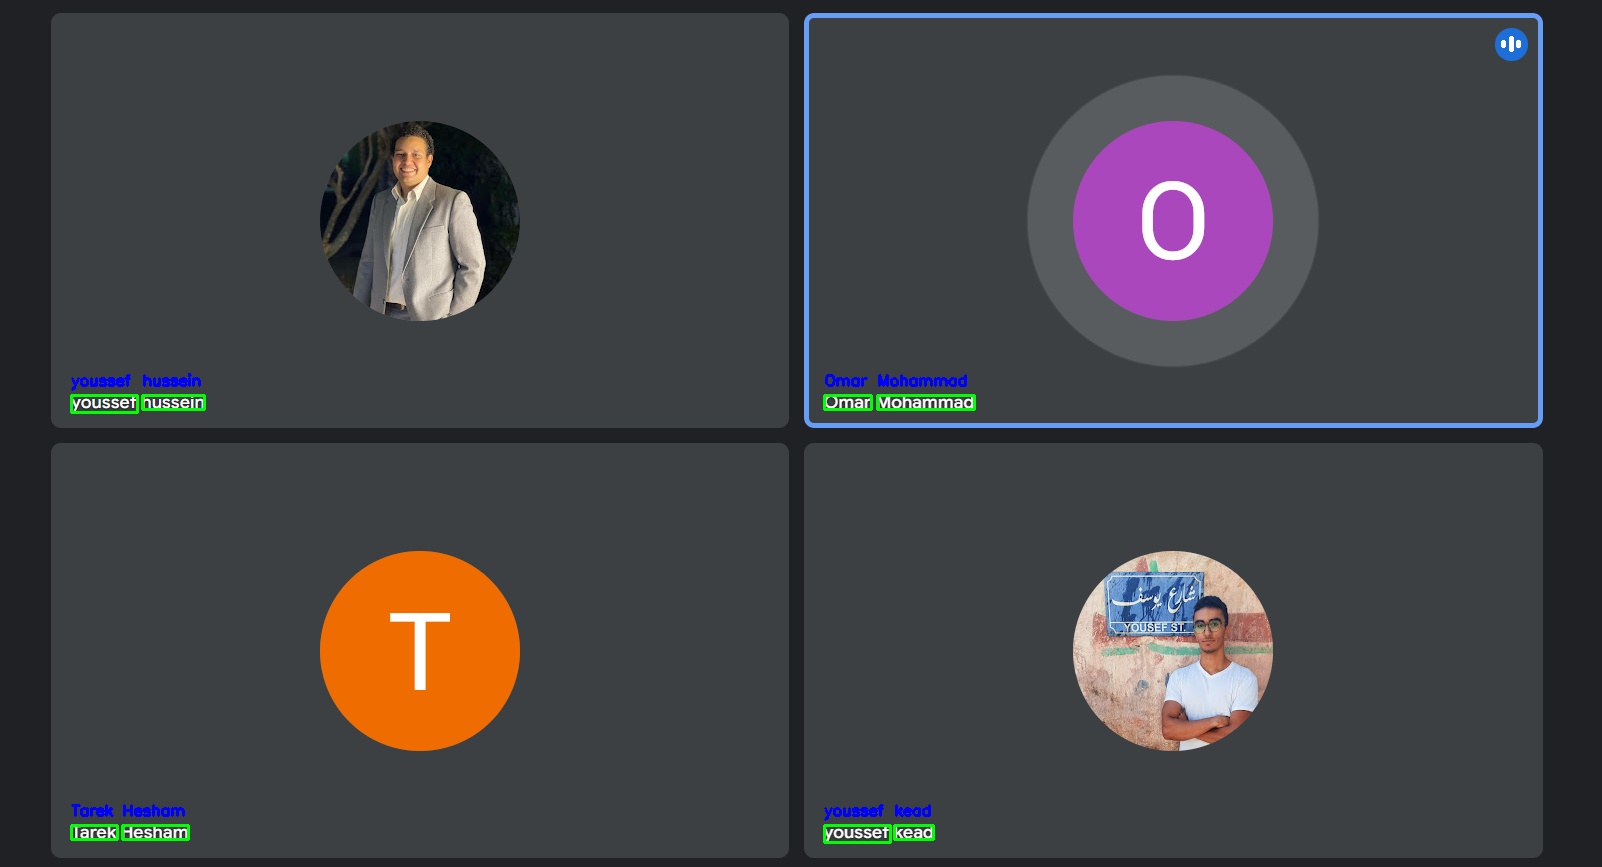 O
youssef hussein
youssef hussein
Omar Mohammad
Omar Mohammad
T
شارع يوسف
YOUSEF ST.
Tarek Hesham
Tarek Hesham
youssef kead
youssef kead